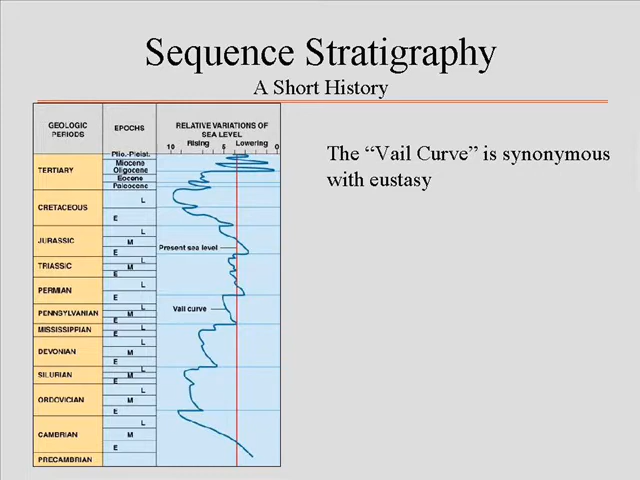 Sequence Stratigraphy
A Short History
GEOLOGIC
PERIODS
EPOCHS
RELATIVE VARIATIONS OF
SEA LEVEL
Rising Lowering
10 5 0
Plio.-Pleist.
Miocene
TERTIARY
Oligocene
Eocene
Paleocene
L
CRETACEOUS
E
L
JURASSIC
M
Present sea level
E
L
TRIASSIC
M
E
L
PERMIAN
E
L
PENNSYLVANIAN
M
Vail curve
E
MISSISSIPPIAN
L
E
L
DEVONIAN
M
E
L
SILURIAN
M
E
L
ORDOVICIAN
M
E
L
CAMBRIAN
M
E
PRECAMBRIAN
The “Vail Curve” is synonymous
with eustasy